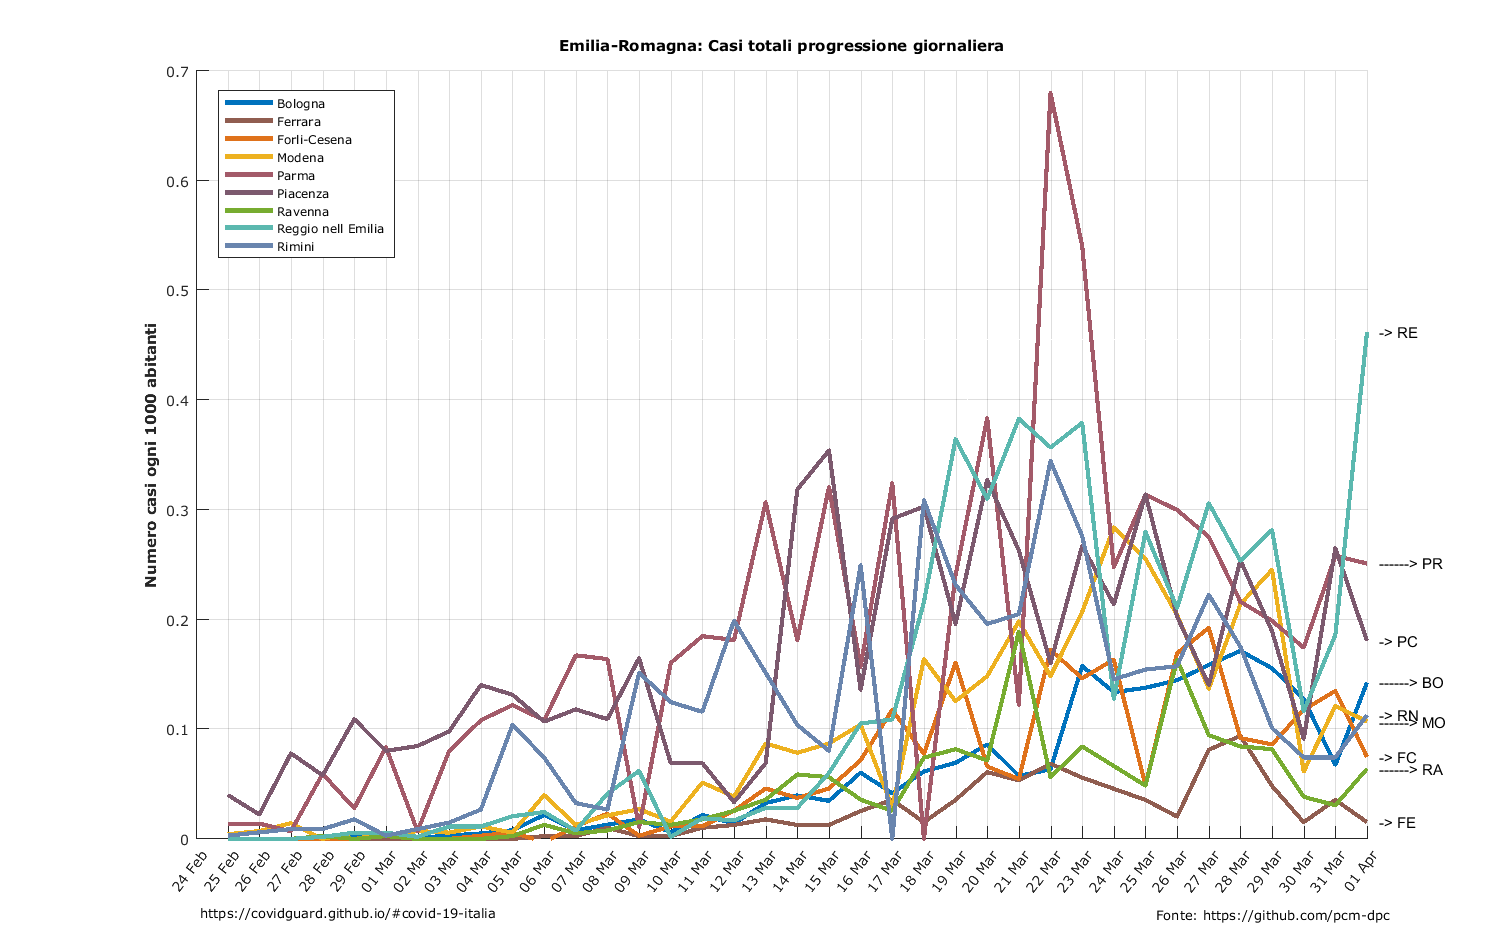 Emilia-Romagna: Casi totali progressione giornaliera
0.7
0.6
0.5
0.4
0.3
0.2
0.1
0
Numero casi ogni 1000 abitanti
Bologna
Ferrara
Forli-Cesena
Modena
Parma
Piacenza
Ravenna
Reggio nell Emilia
Rimini
-> RE
------> PR
-> PC
------> BO
-> RN
------> MO
-> FC
------> RA
-> FE
24 Feb
25 Feb
26 Feb
27 Feb
28 Feb
29 Feb
01 Mar
02 Mar
03 Mar
04 Mar
05 Mar
06 Mar
07 Mar
08 Mar
09 Mar
10 Mar
11 Mar
12 Mar
13 Mar
14 Mar
15 Mar
16 Mar
17 Mar
18 Mar
19 Mar
20 Mar
21 Mar
22 Mar
23 Mar
24 Mar
25 Mar
26 Mar
27 Mar
28 Mar
29 Mar
30 Mar
31 Mar
01 Apr
https://covidguard.github.io/#covid-19-italia
Fonte: https://github.com/pcm-dpc